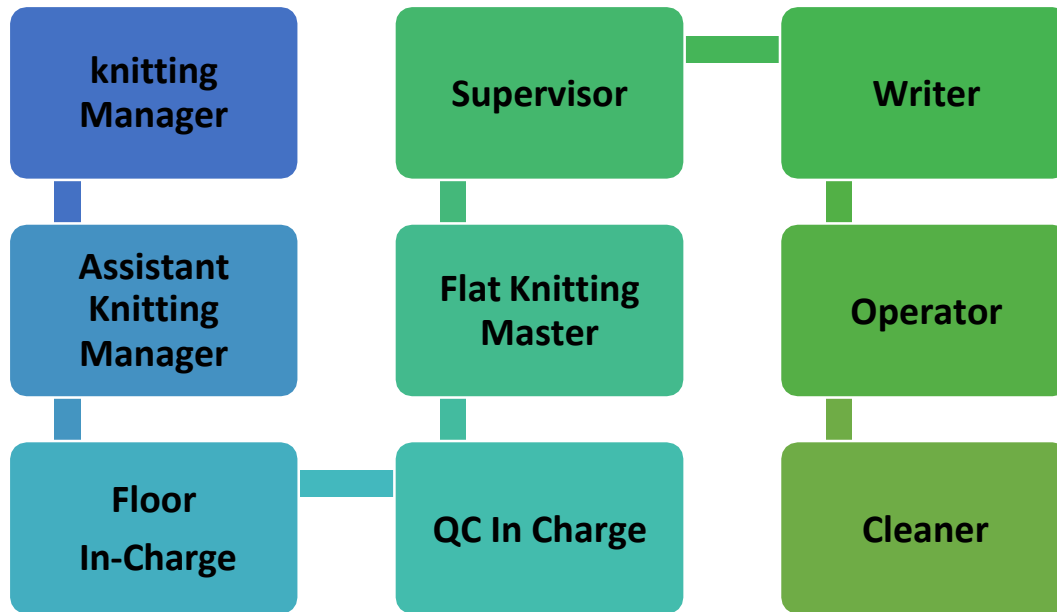 knitting
Manager
Assistant
Knitting
Manager
Floor
In-Charge
QC In Charge
Flat Knitting
Master
Supervisor
Writer
Operator
Cleaner